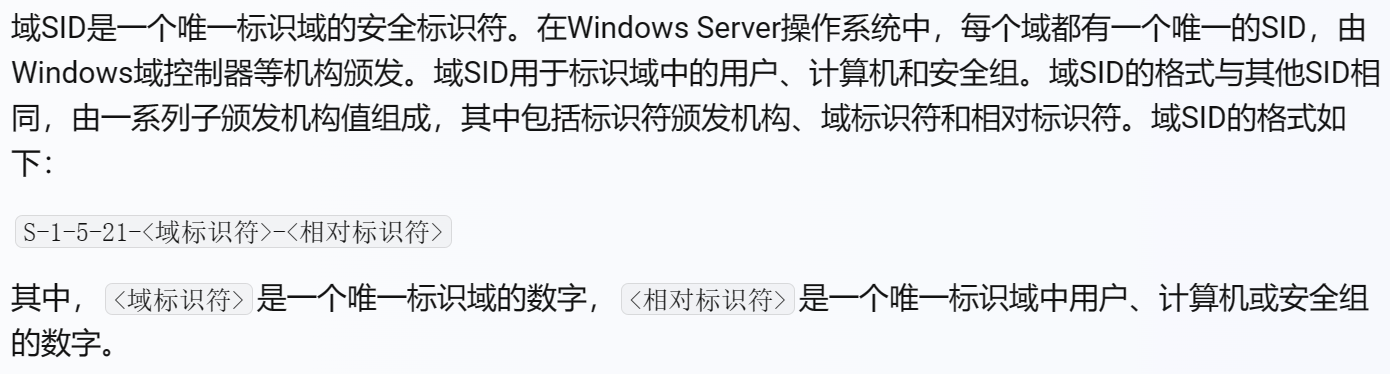 域SID是一个唯一标识域的安全标识符。在Windows Server操作系统中，每个域都有一个唯一的SID，由
Windows域控制器等机构颁发。域SID用于标识域中的用户、计算机和安全组。域SID的格式与其他SID相
同，由一系列子颁发机构值组成，其中包括标识符颁发机构、域标识符和相对标识符。域SID的格式如
下：
S-1-5-21-<域标识符>-<相对标识符>
其中，<域标识符>是一个唯一标识域的数字，<相对标识符>是一个唯一标识域中用户、计算机或安全组
的数字。